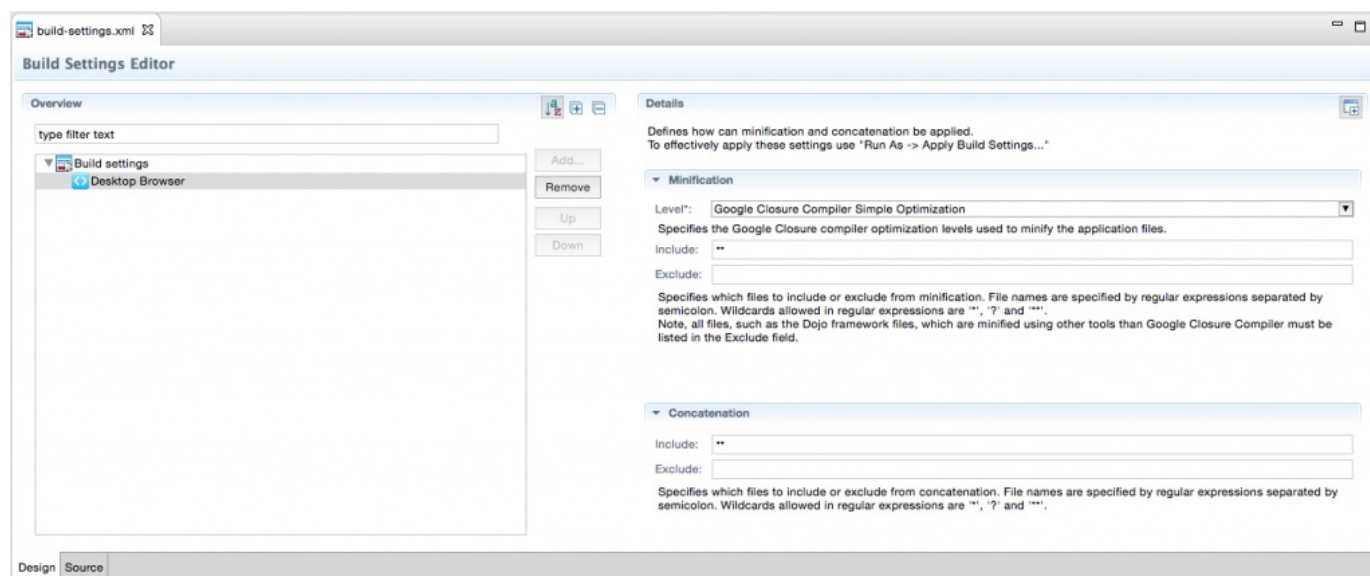 build-settings.xml
Build Settings Editor
Overview
type filter text
Build settings
Desktop Browser
Add...
Remove
Up
Down
Details
Defines how can minification and concatenation be applied.
To effectively apply these settings use "Run As -> Apply Build Settings..."
Minification
Level*: Google Closure Compiler Simple Optimization
Specifies the Google Closure compiler optimization levels used to minify the application files.
Include: **
Exclude:
Specifies which files to include or exclude from minification. File names are specified by regular expressions separated by
semicolon. Wildcards allowed in regular expressions are '*', '?' and '**'.
Note, all files, such as the Dojo framework files, which are minified using other tools than Google Closure Compiler must be
listed in the Exclude field.
Concatenation
Include: **
Exclude:
Specifies which files to include or exclude from concatenation. File names are specified by regular expressions separated by
semicolon. Wildcards allowed in regular expressions are '*', '?' and '**'.
Design Source